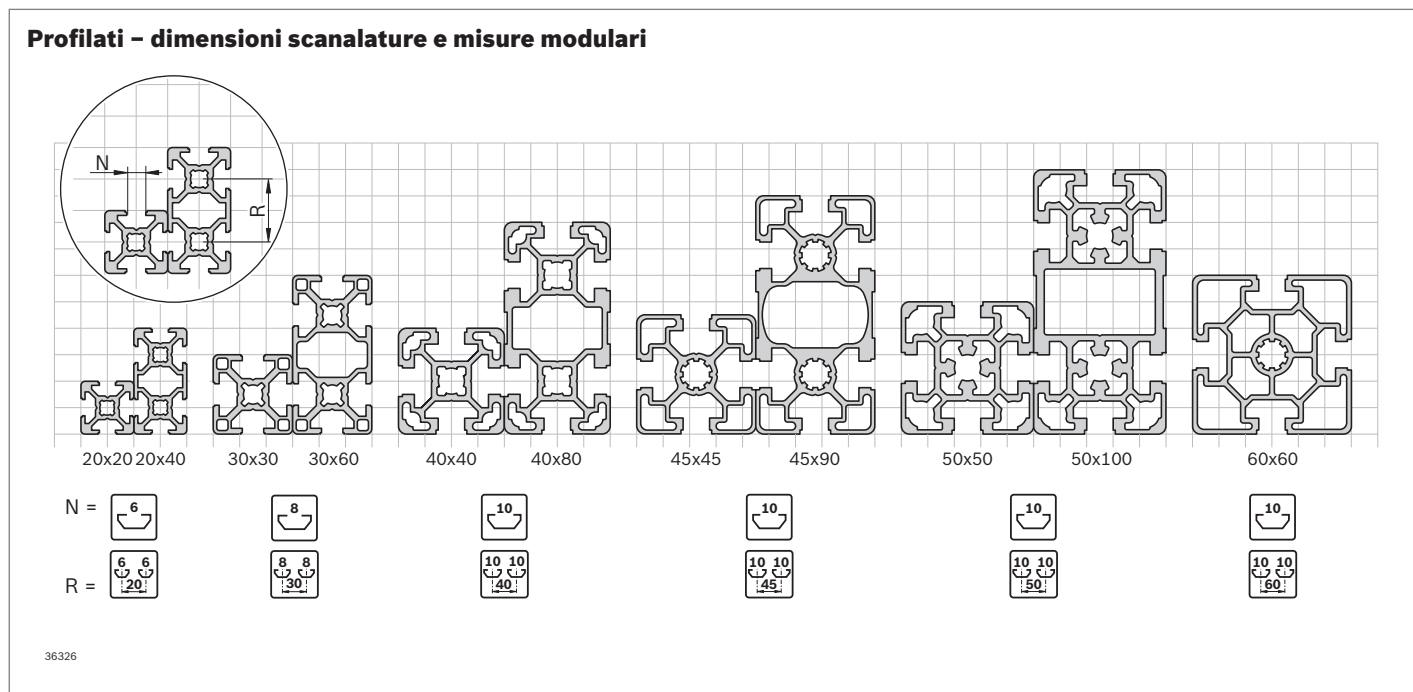 Profilati – dimensioni scanalature e misure modulari
N
R
20x20 20x40 30x30 30x60 40x40 40x80 45x45 45x90 50x50 50x100 60x60
N = 6 8 10 10 10 10
R = 6 6 20 8 8 30 10 10 40 10 10 45 10 10 50 10 10 60
36326